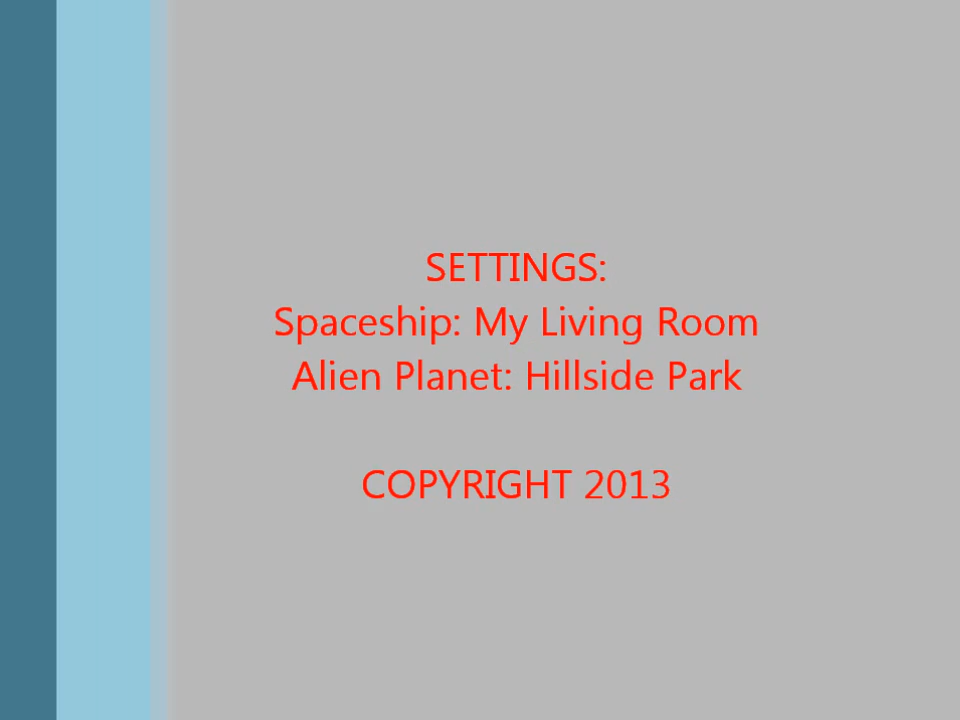 SETTINGS:
Spaceship: My Living Room
Alien Planet: Hillside Park
COPYRIGHT 2013